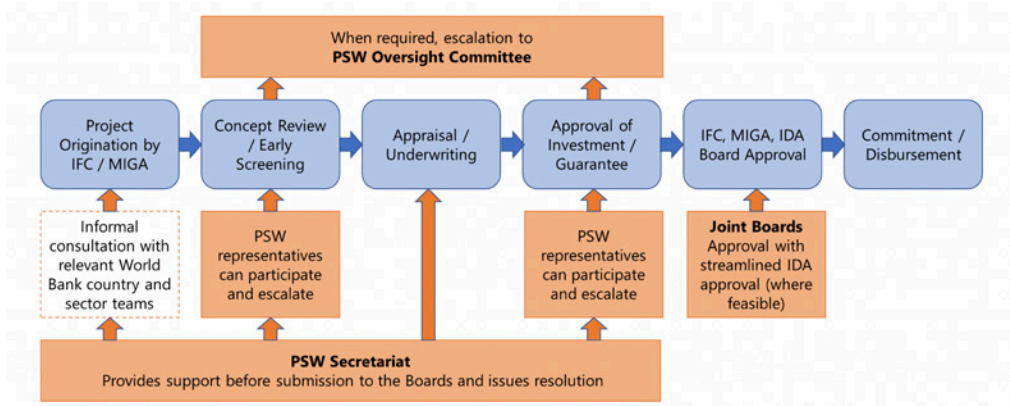 When required, escalation to
PSW Oversight Committee
Project
Origination by
IFC / MIGA
Concept Review
/ Early
Screening
Appraisal /
Underwriting
Approval of
Investment /
Guarantee
IFC, MIGA, IDA
Board Approval
Commitment /
Disbursement
Informal
consultation with
relevant World
Bank country and
sector teams
PSW
representatives
can participate
and escalate
PSW
representatives
can participate
and escalate
Joint Boards
Approval with
streamlined IDA
approval (where
feasible)
PSW Secretariat
Provides support before submission to the Boards and issues resolution